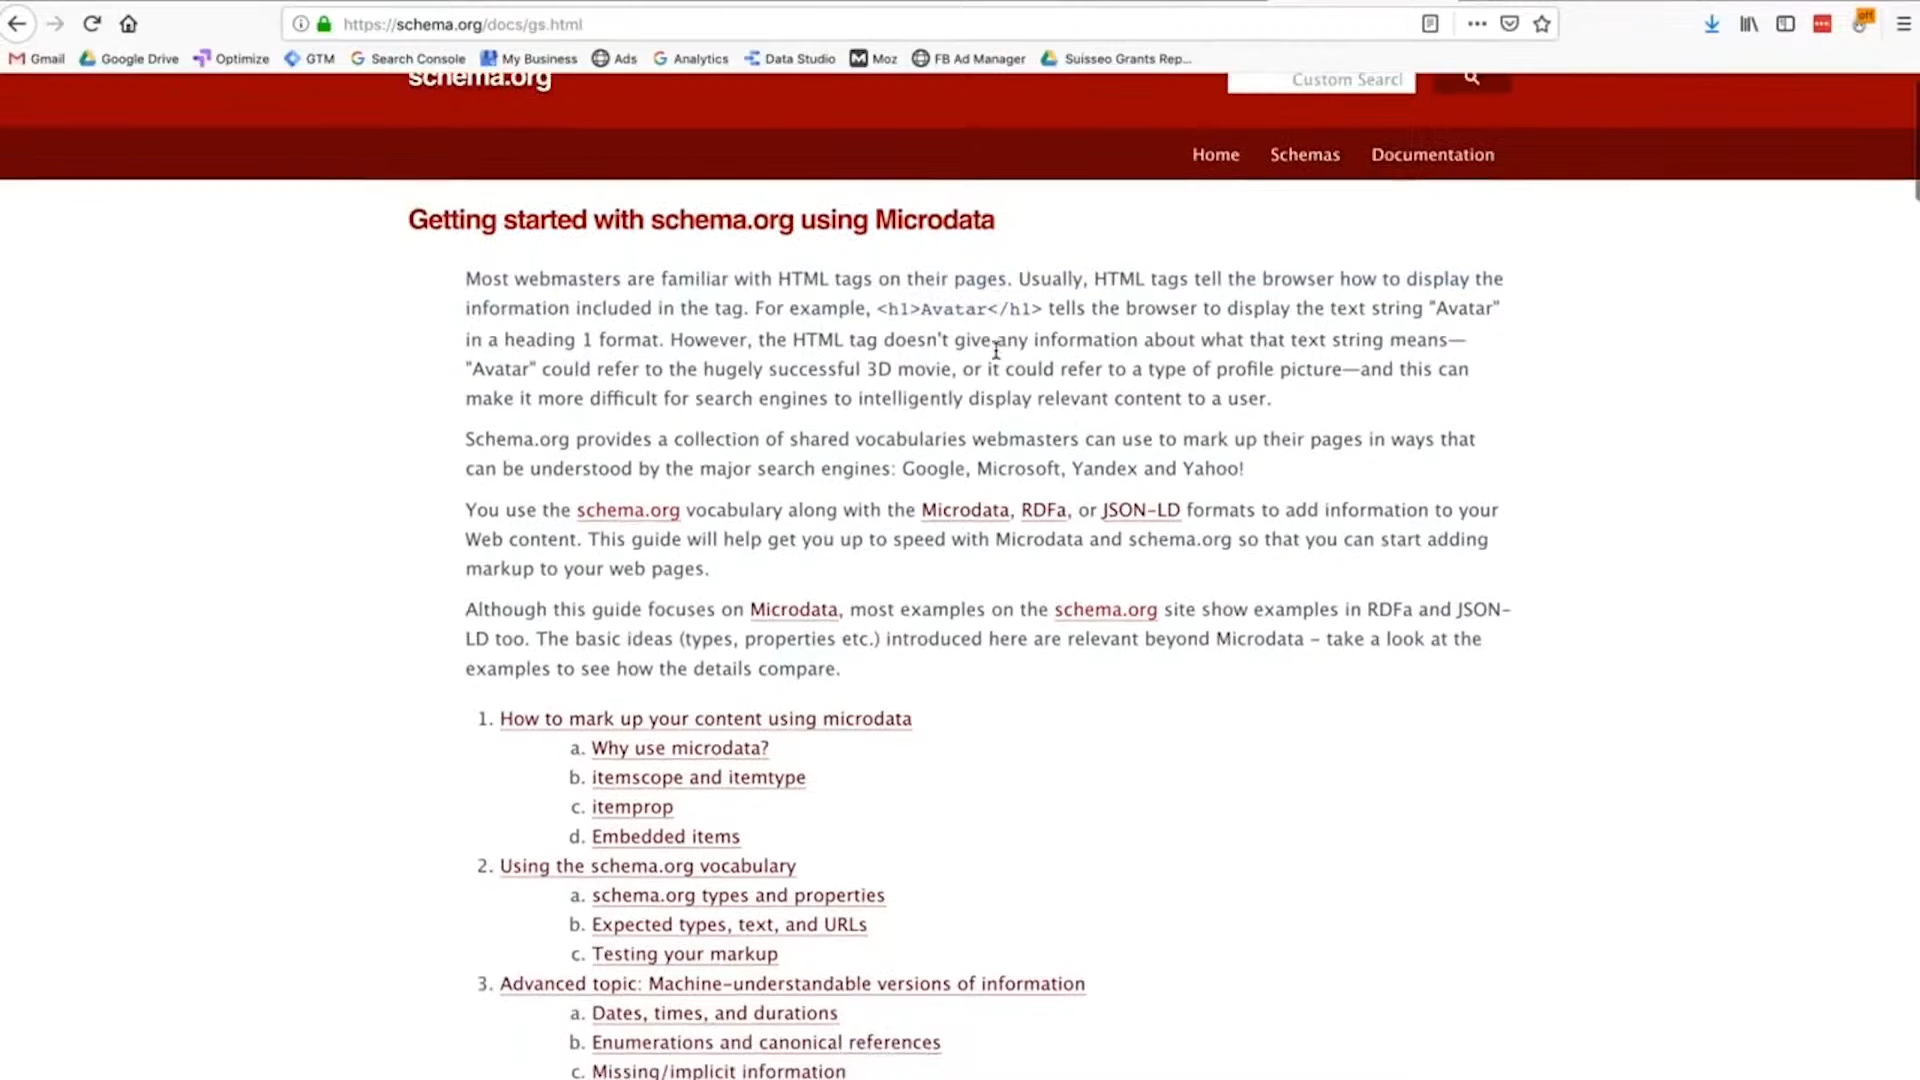 https://schema.org/docs/gs.html
off
Gmail Google Drive Optimize GTM Search Console My Business Ads Analytics Data Studio Moz FB Ad Manager Suisseo Grants Rep...
schema.org
Custom Search
Home Schemas Documentation
Getting started with schema.org using Microdata
Most webmasters are familiar with HTML tags on their pages. Usually, HTML tags tell the browser how to display the
information included in the tag. For example, <h1>Avatar</h1> tells the browser to display the text string "Avatar"
in a heading 1 format. However, the HTML tag doesn't give any information about what that text string means—
"Avatar" could refer to the hugely successful 3D movie, or it could refer to a type of profile picture—and this can
make it more difficult for search engines to intelligently display relevant content to a user.
Schema.org provides a collection of shared vocabularies webmasters can use to mark up their pages in ways that
can be understood by the major search engines: Google, Microsoft, Yandex and Yahoo!
You use the schema.org vocabulary along with the Microdata, RDFa, or JSON-LD formats to add information to your
Web content. This guide will help get you up to speed with Microdata and schema.org so that you can start adding
markup to your web pages.
Although this guide focuses on Microdata, most examples on the schema.org site show examples in RDFa and JSON-
LD too. The basic ideas (types, properties etc.) introduced here are relevant beyond Microdata – take a look at the
examples to see how the details compare.
1. How to mark up your content using microdata
a. Why use microdata?
b. itemscope and itemtype
c. itemprop
d. Embedded items
2. Using the schema.org vocabulary
a. schema.org types and properties
b. Expected types, text, and URLs
c. Testing your markup
3. Advanced topic: Machine-understandable versions of information
a. Dates, times, and durations
b. Enumerations and canonical references
c. Missing/implicit information